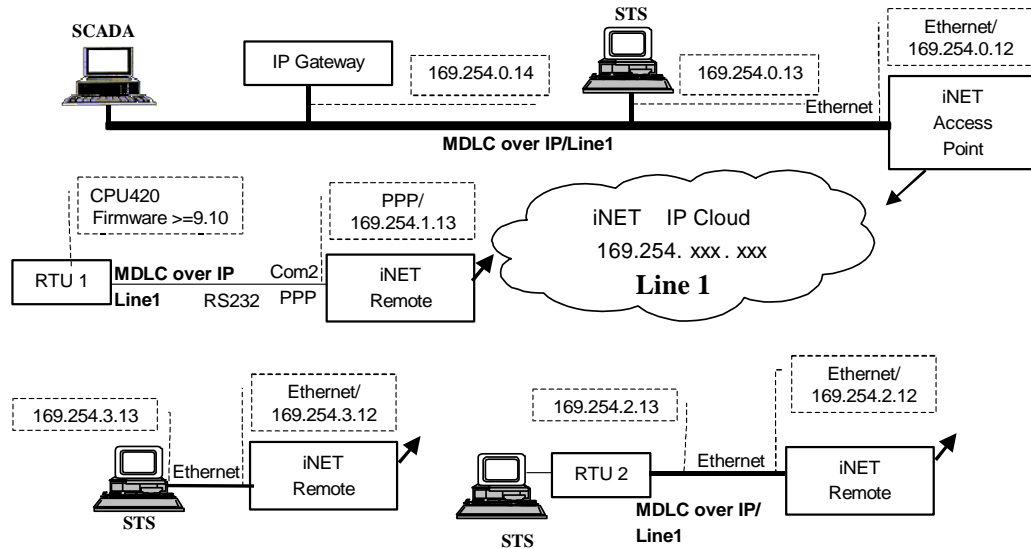 SCADA
IP Gateway
169.254.0.14
STS
169.254.0.13
Ethernet/
169.254.0.12
Ethernet
iNET
Access
Point
MDLC over IP/Line1
CPU420
Firmware >=9.10
PPP/
169.254.1.13
iNET IP Cloud
169.254. xxx . xxx
Line 1
RTU 1
MDLC over IP
Line1
RS232
Com2
PPP
iNET
Remote
169.254.3.13
Ethernet/
169.254.3.12
Ethernet
iNET
Remote
STS
169.254.2.13
Ethernet/
169.254.2.12
RTU 2
Ethernet
iNET
Remote
MDLC over IP/
Line1
STS